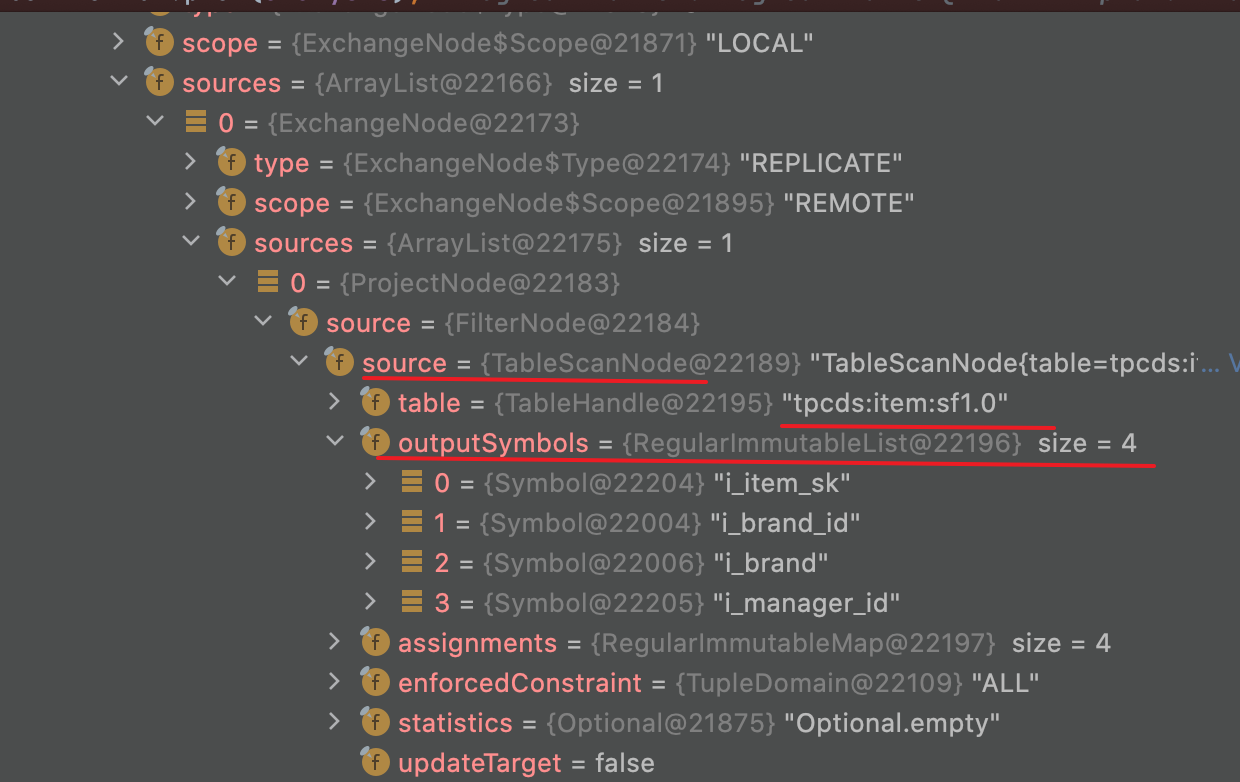 scope = {ExchangeNode$Scope@21871} "LOCAL"
sources = {ArrayList@22166} size = 1
0 = {ExchangeNode@22173}
f type = {ExchangeNode$Type@22174} "REPLICATE"
f scope = {ExchangeNode$Scope@21895} "REMOTE"
f sources = {ArrayList@22175} size = 1
0 = {ProjectNode@22183}
f source = {FilterNode@22184}
f source = {TableScanNode@22189} "TableScanNode{table=tpcds:i... V
f table = {TableHandle@22195} "tpcds:item:sf1.0"
f outputSymbols = {RegularImmutableList@22196} size = 4
0 = {Symbol@22204} "i_item_sk"
1 = {Symbol@22004} "i_brand_id"
2 = {Symbol@22006} "i_brand"
3 = {Symbol@22205} "i_manager_id"
f assignments = {RegularImmutableMap@22197} size = 4
f enforcedConstraint = {TupleDomain@22109} "ALL"
f statistics = {Optional@21875} "Optional.empty"
f updateTarget = false